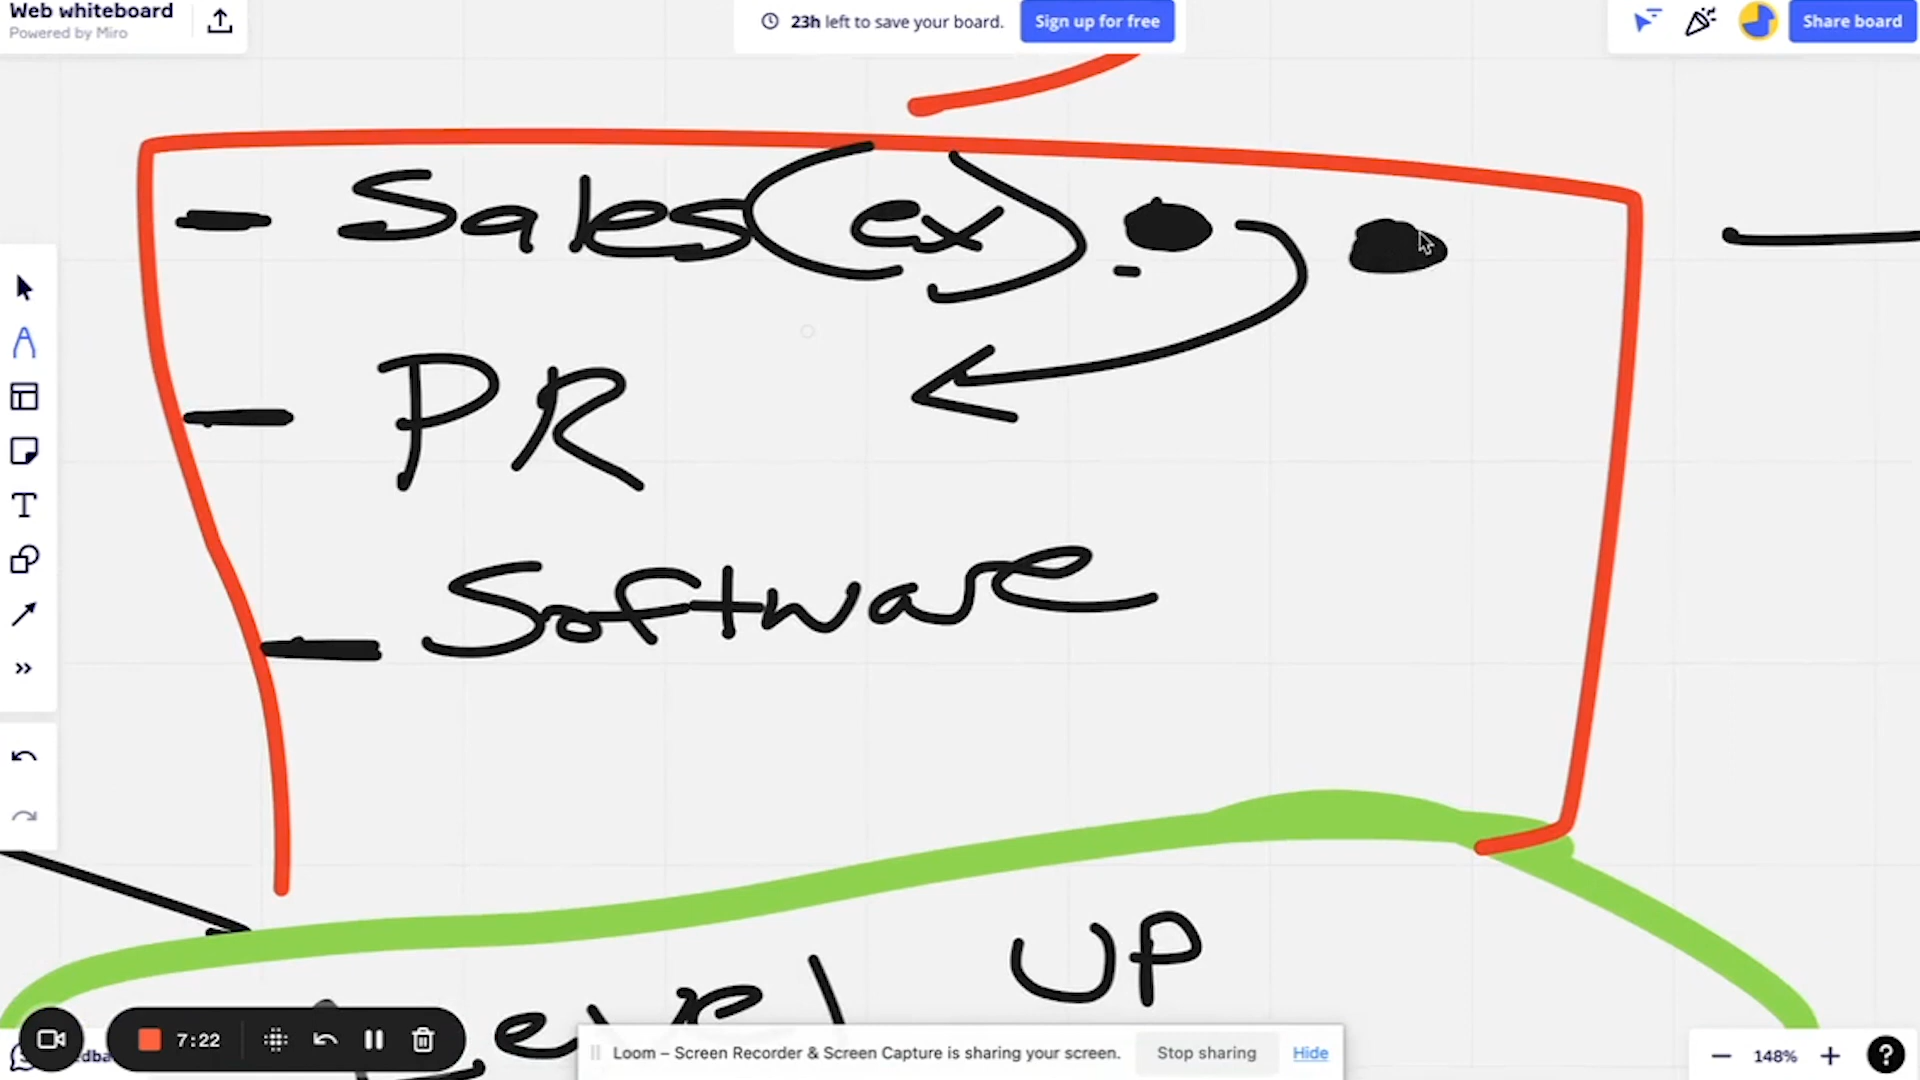 Web whiteboard
Powered by Miro
23h left to save your board.
Sign up for free
Share board
- Sales (ex).
- PR
- Software
Level UP
7:22
Loom – Screen Recorder & Screen Capture is sharing your screen.
Stop sharing
Hide
148%